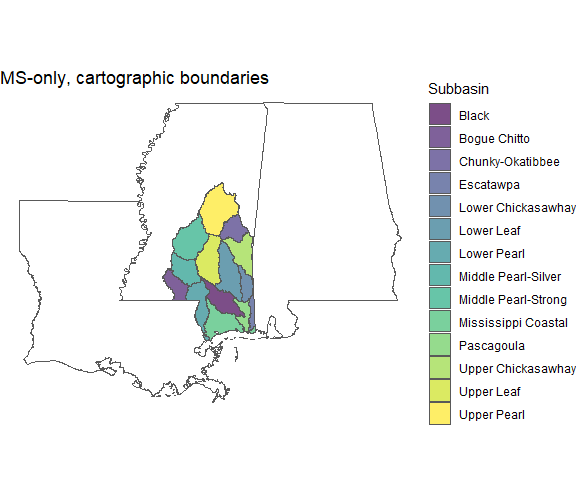 MS-only, cartographic boundaries
Subbasin
Black
Bogue Chitto
Chunky-Okatibbee
Escatawpa
Lower Chickasawhay
Lower Leaf
Lower Pearl
Middle Pearl-Silver
Middle Pearl-Strong
Mississippi Coastal
Pascagoula
Upper Chickasawhay
Upper Leaf
Upper Pearl